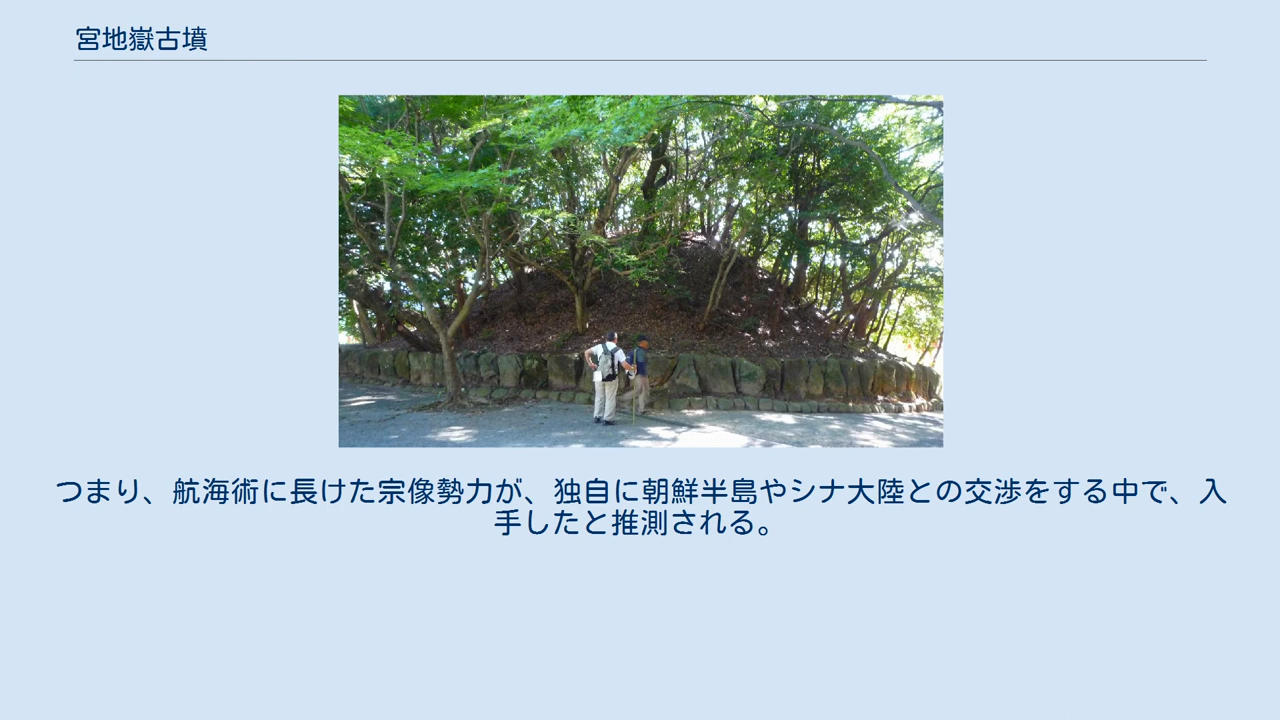 宮地嶽古墳
つまり、航海術に長けた宗像勢力が、独自に朝鮮半島やシナ大陸との交渉をする中で、入
手したと推測される。